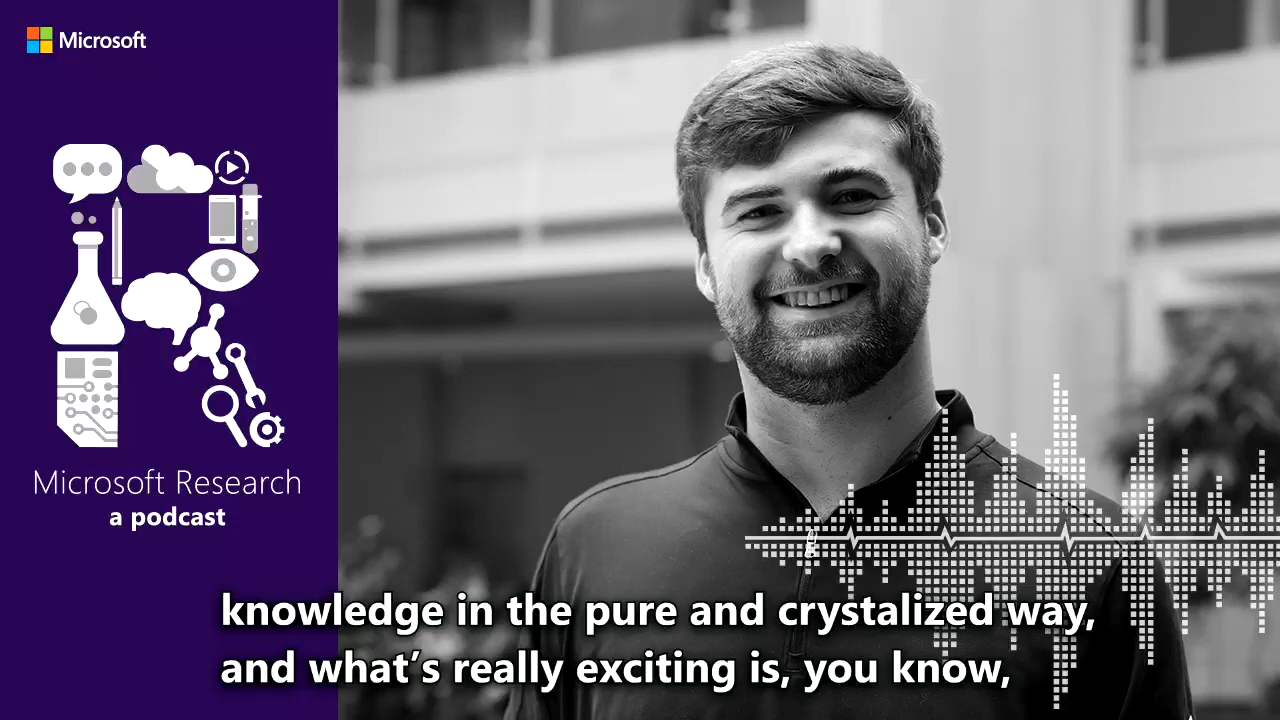 Microsoft
Microsoft Research
a podcast
knowledge in the pure and crystalized way,
and what's really exciting is, you know,